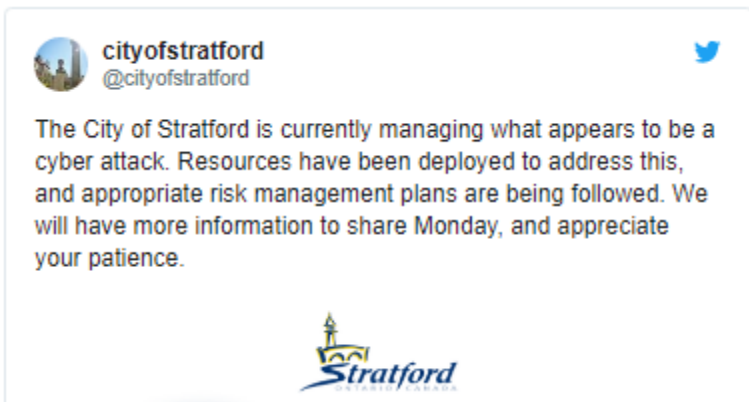 cityofstratford
@cityofstratford
The City of Stratford is currently managing what appears to be a
cyber attack. Resources have been deployed to address this,
and appropriate risk management plans are being followed. We
will have more information to share Monday, and appreciate
your patience.
Stratford
ONTARIO CANADA